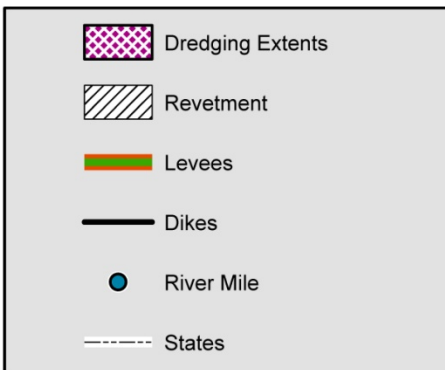 Dredging Extents
Revetment
Levees
Dikes
River Mile
States